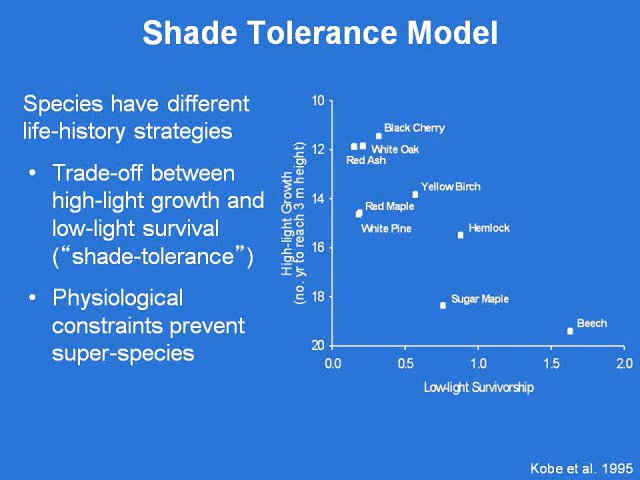 Shade Tolerance Model
Species have different
life-history strategies
• Trade-off between
high-light growth and
low-light survival
(“shade-tolerance”)
• Physiological
constraints prevent
super-species
High-light Growth
(no. yr to reach 3 m height)
10
12
14
16
18
20
Black Cherry
White Oak
Red Ash
Yellow Birch
Red Maple
White Pine
Hemlock
Sugar Maple
Beech
0.0 0.5 1.0 1.5 2.0
Low-light Survivorship
Kobe et al. 1995